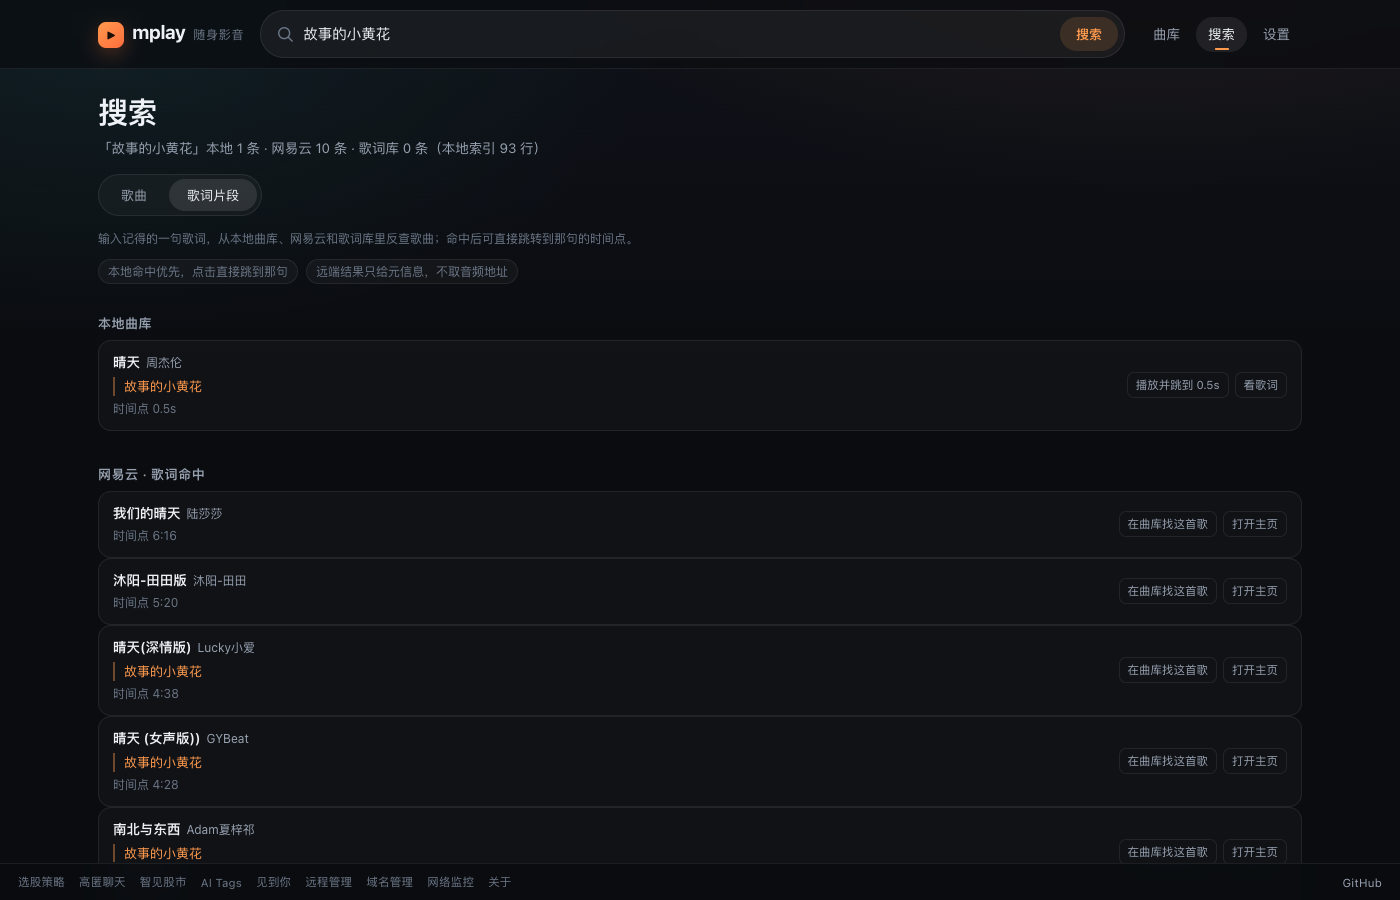 mplay 随身影音 故事的小黄花 搜索 曲库 搜索 设置
搜索
「故事的小黄花」本地 1 条 · 网易云 10 条 · 歌词库 0 条（本地索引 93 行）
歌曲 歌词片段
输入记得的一句歌词，从本地曲库、网易云和歌词库里反查歌曲；命中后可直接跳转到那句的时间点。
本地命中优先，点击直接跳到那句 远端结果只给元信息，不取音频地址
本地曲库
晴天 周杰伦
故事的小黄花
时间点 0.5s
播放并跳到 0.5s 看歌词
网易云 · 歌词命中
我们的晴天 陆莎莎
时间点 6:16
在曲库找这首歌 打开主页
沐阳-田田版 沐阳-田田
时间点 5:20
在曲库找这首歌 打开主页
晴天(深情版) Lucky小爱
故事的小黄花
时间点 4:38
在曲库找这首歌 打开主页
晴天 (女声版)) GYBeat
故事的小黄花
时间点 4:28
在曲库找这首歌 打开主页
南北与东西 Adam夏梓祁
故事的小黄花
在曲库找这首歌 打开主页
选股策略 高匿聊天 智见股市 AI Tags 见到你 远程管理 域名管理 网络监控 关于 GitHub